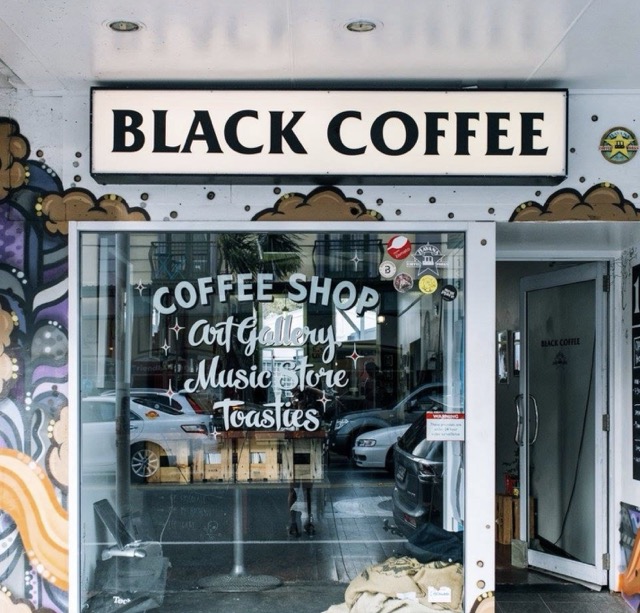 BLACK COFFEE
COFFEE SHOP
Art Gallery,
Music Store
Toasties
BLACK COFFEE
WARNING